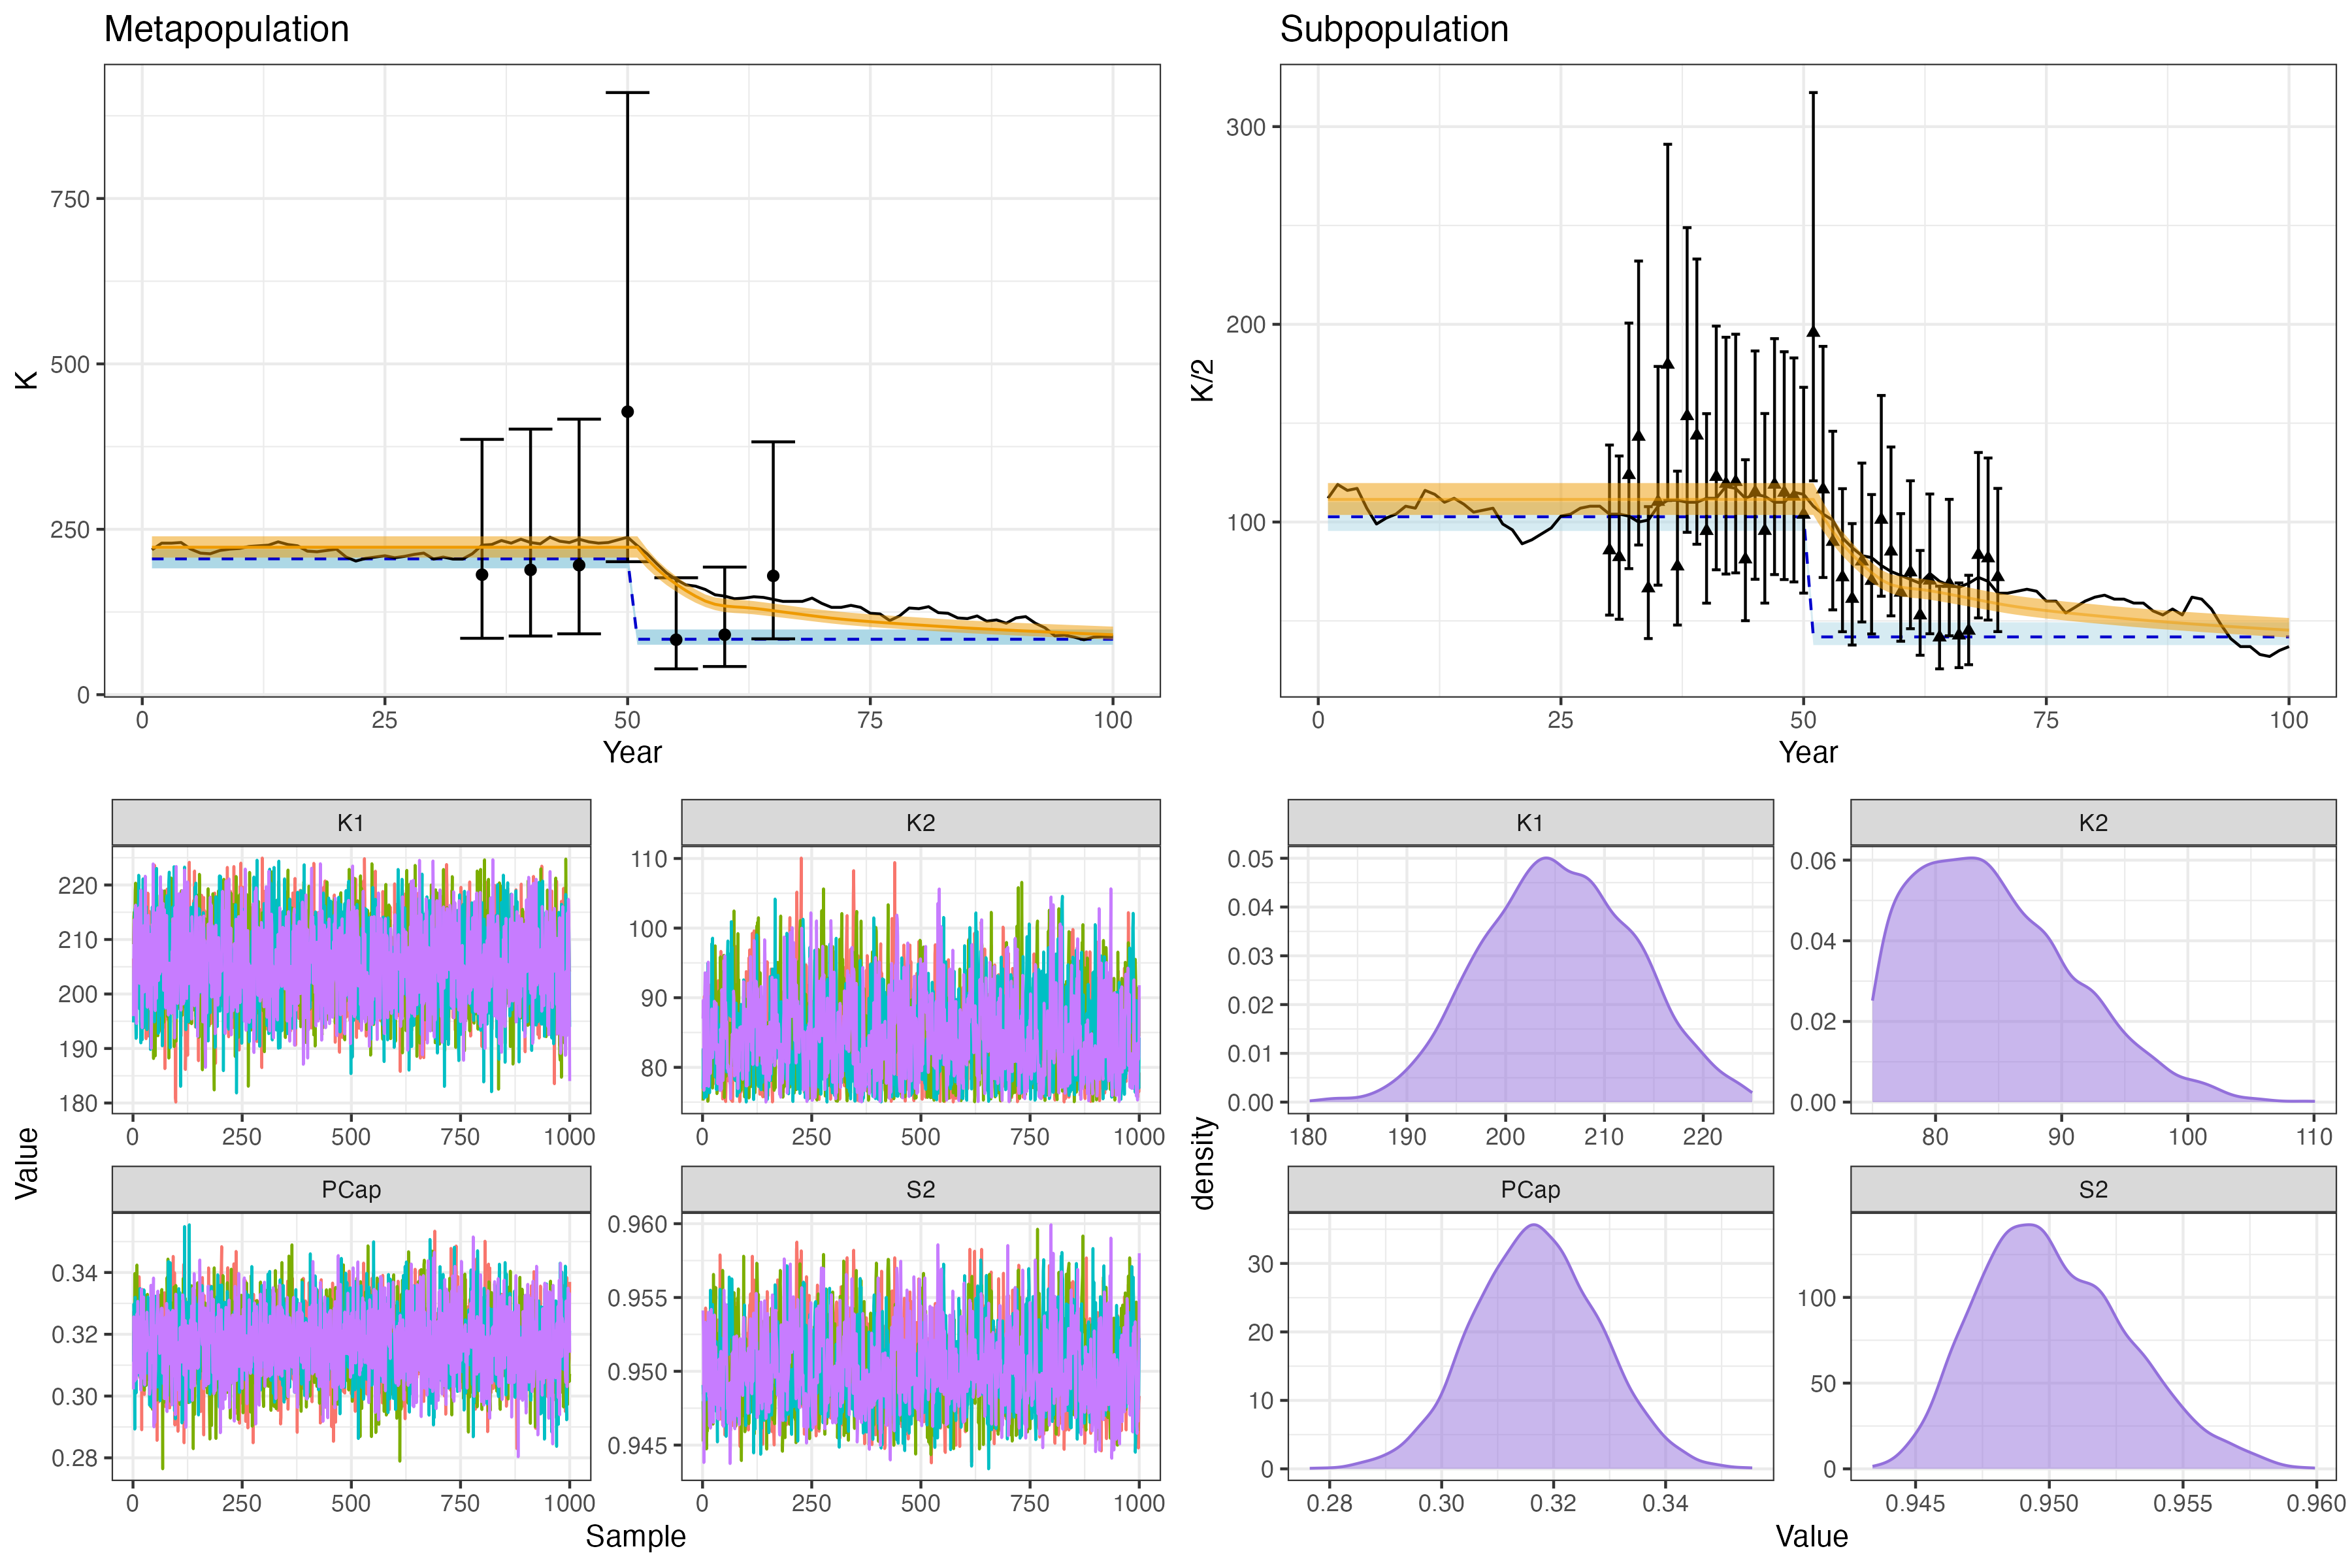 Metapopulation
K
750
500
250
0
0 25 50 75 100
Year
Subpopulation
K/2
300
200
100
0 25 50 75 100
Year
Value
K1
220
210
200
190
180
0 250 500 750 1000
K2
110
100
90
80
0 250 500 750 1000
PCap
0.34
0.32
0.30
0.28
0 250 500 750 1000
S2
0.960
0.955
0.950
0.945
0 250 500 750 1000
Sample
density
K1
0.05
0.04
0.03
0.02
0.01
0.00
180 190 200 210 220
K2
0.06
0.04
0.02
0.00
80 90 100 110
PCap
30
20
10
0
0.28 0.30 0.32 0.34
S2
100
50
0
0.945 0.950 0.955 0.960
Value